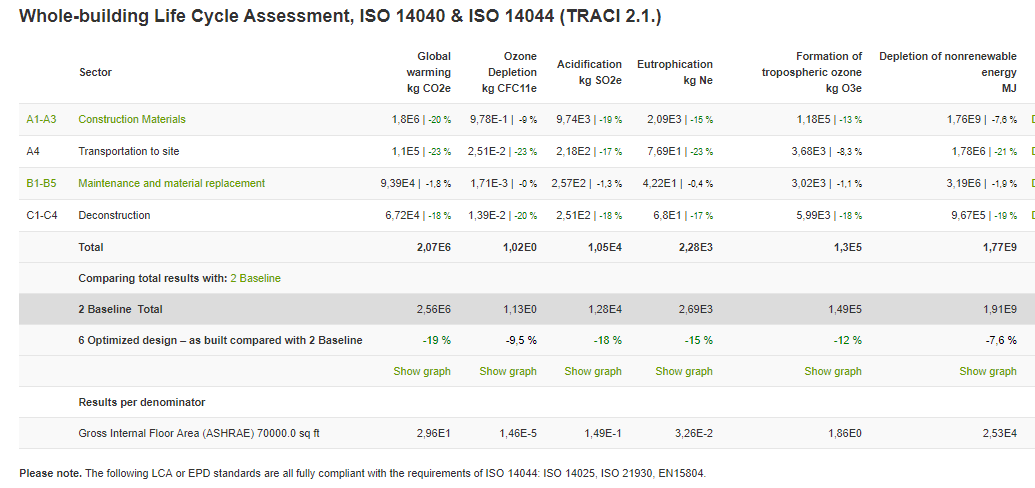 Whole-building Life Cycle Assessment, ISO 14040 & ISO 14044 (TRACI 2.1.)
Sector Global warming kg CO2e Ozone Depletion kg CFC11e Acidification kg SO2e Eutrophication kg Ne Formation of tropospheric ozone kg O3e Depletion of nonrenewable energy MJ
A1-A3 Construction Materials 1,8E6 | -20 % 9,78E-1 | -9 % 9,74E3 | -19 % 2,09E3 | -15 % 1,18E5 | -13 % 1,76E9 | -7,6 %
A4 Transportation to site 1,1E5 | -23 % 2,51E-2 | -23 % 2,18E2 | -17 % 7,69E1 | -23 % 3,68E3 | -8,3 % 1,78E6 | -21 %
B1-B5 Maintenance and material replacement 9,39E4 | -1,8 % 1,71E-3 | -0 % 2,57E2 | -1,3 % 4,22E1 | -0,4 % 3,02E3 | -1,1 % 3,19E6 | -1,9 %
C1-C4 Deconstruction 6,72E4 | -18 % 1,39E-2 | -20 % 2,51E2 | -18 % 6,8E1 | -17 % 5,99E3 | -18 % 9,67E5 | -19 %
Total 2,07E6 1,02E0 1,05E4 2,28E3 1,3E5 1,77E9
Comparing total results with: 2 Baseline
2 Baseline Total 2,56E6 1,13E0 1,28E4 2,69E3 1,49E5 1,91E9
6 Optimized design – as built compared with 2 Baseline -19 % -9,5 % -18 % -15 % -12 % -7,6 %
Show graph Show graph Show graph Show graph Show graph Show graph
Results per denominator
Gross Internal Floor Area (ASHRAE) 70000.0 sq ft 2,96E1 1,46E-5 1,49E-1 3,26E-2 1,86E0 2,53E4
Please note. The following LCA or EPD standards are all fully compliant with the requirements of ISO 14044: ISO 14025, ISO 21930, EN15804.